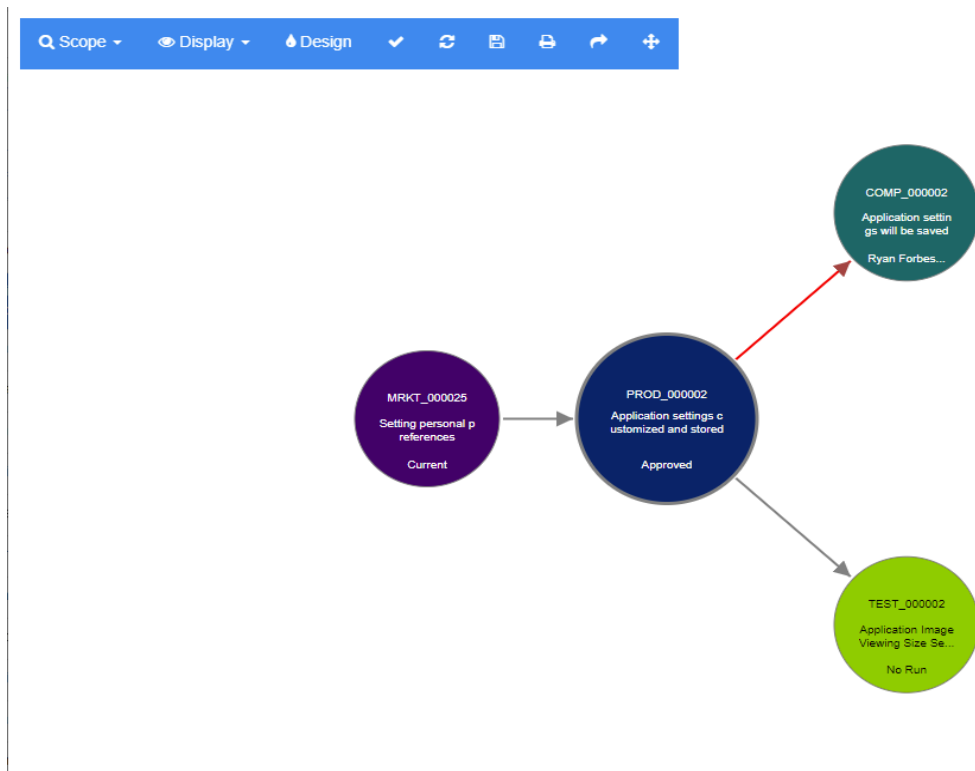 Scope Display Design
COMP_000002
Application settin
gs will be saved
Ryan Forbes...
MRKT_000025
Setting personal p
references
Current
PROD_000002
Application settings c
ustomized and stored
Approved
TEST_000002
Application Image
Viewing Size Se...
No Run